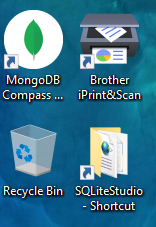 MongoDB
Compass ...
Brother
iPrint&Scan
Recycle Bin
SQLiteStudio
- Shortcut